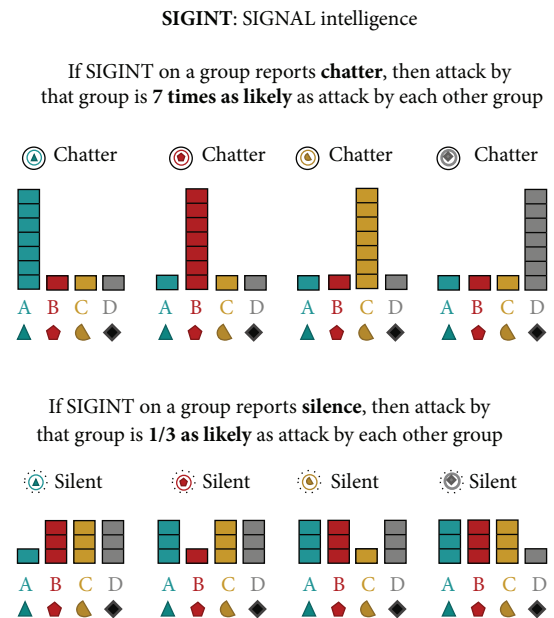 SIGINT: SIGNAL intelligence
If SIGINT on a group reports chatter, then attack by
that group is 7 times as likely as attack by each other group
Chatter Chatter Chatter Chatter
A B C D A B C D A B C D A B C D
If SIGINT on a group reports silence, then attack by
that group is 1/3 as likely as attack by each other group
Silent Silent Silent Silent
A B C D A B C D A B C D A B C D